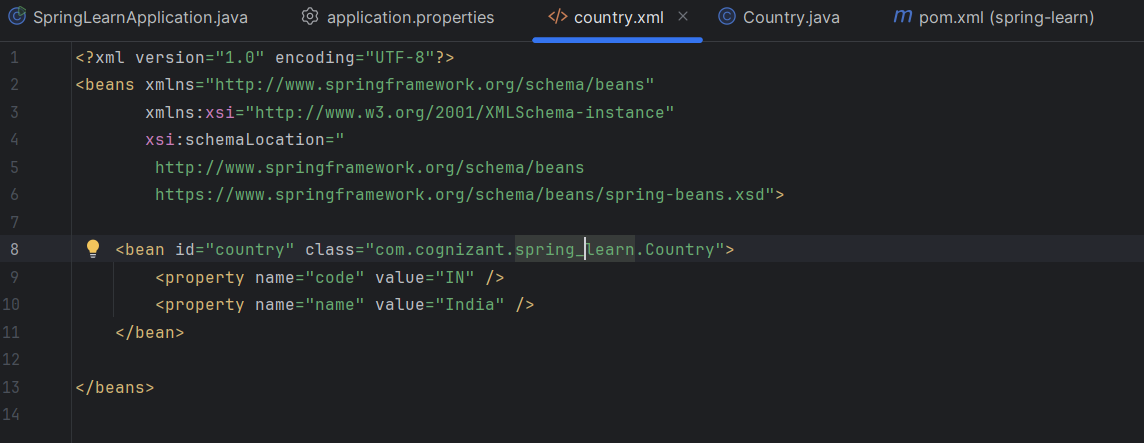 SpringLearnApplication.java application.properties </> country.xml × © Country.java m pom.xml (spring-learn)
1 <?xml version="1.0" encoding="UTF-8"?>
2 <beans xmlns="http://www.springframework.org/schema/beans"
3 xmlns:xsi="http://www.w3.org/2001/XMLSchema-instance"
4 xsi:schemaLocation="
5 http://www.springframework.org/schema/beans
6 https://www.springframework.org/schema/beans/spring-beans.xsd">
7
8 <bean id="country" class="com.cognizant.spring_learn.Country">
9 <property name="code" value="IN" />
10 <property name="name" value="India" />
11 </bean>
12
13 </beans>
14